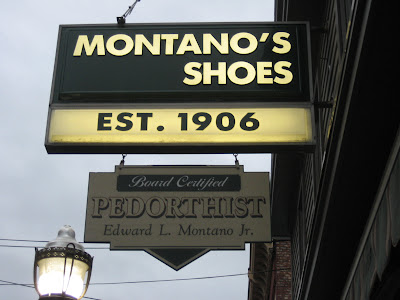 MONTANO'S
SHOES
EST. 1906
Board Certified
PEDORTHIST
Edward L. Montano Jr.